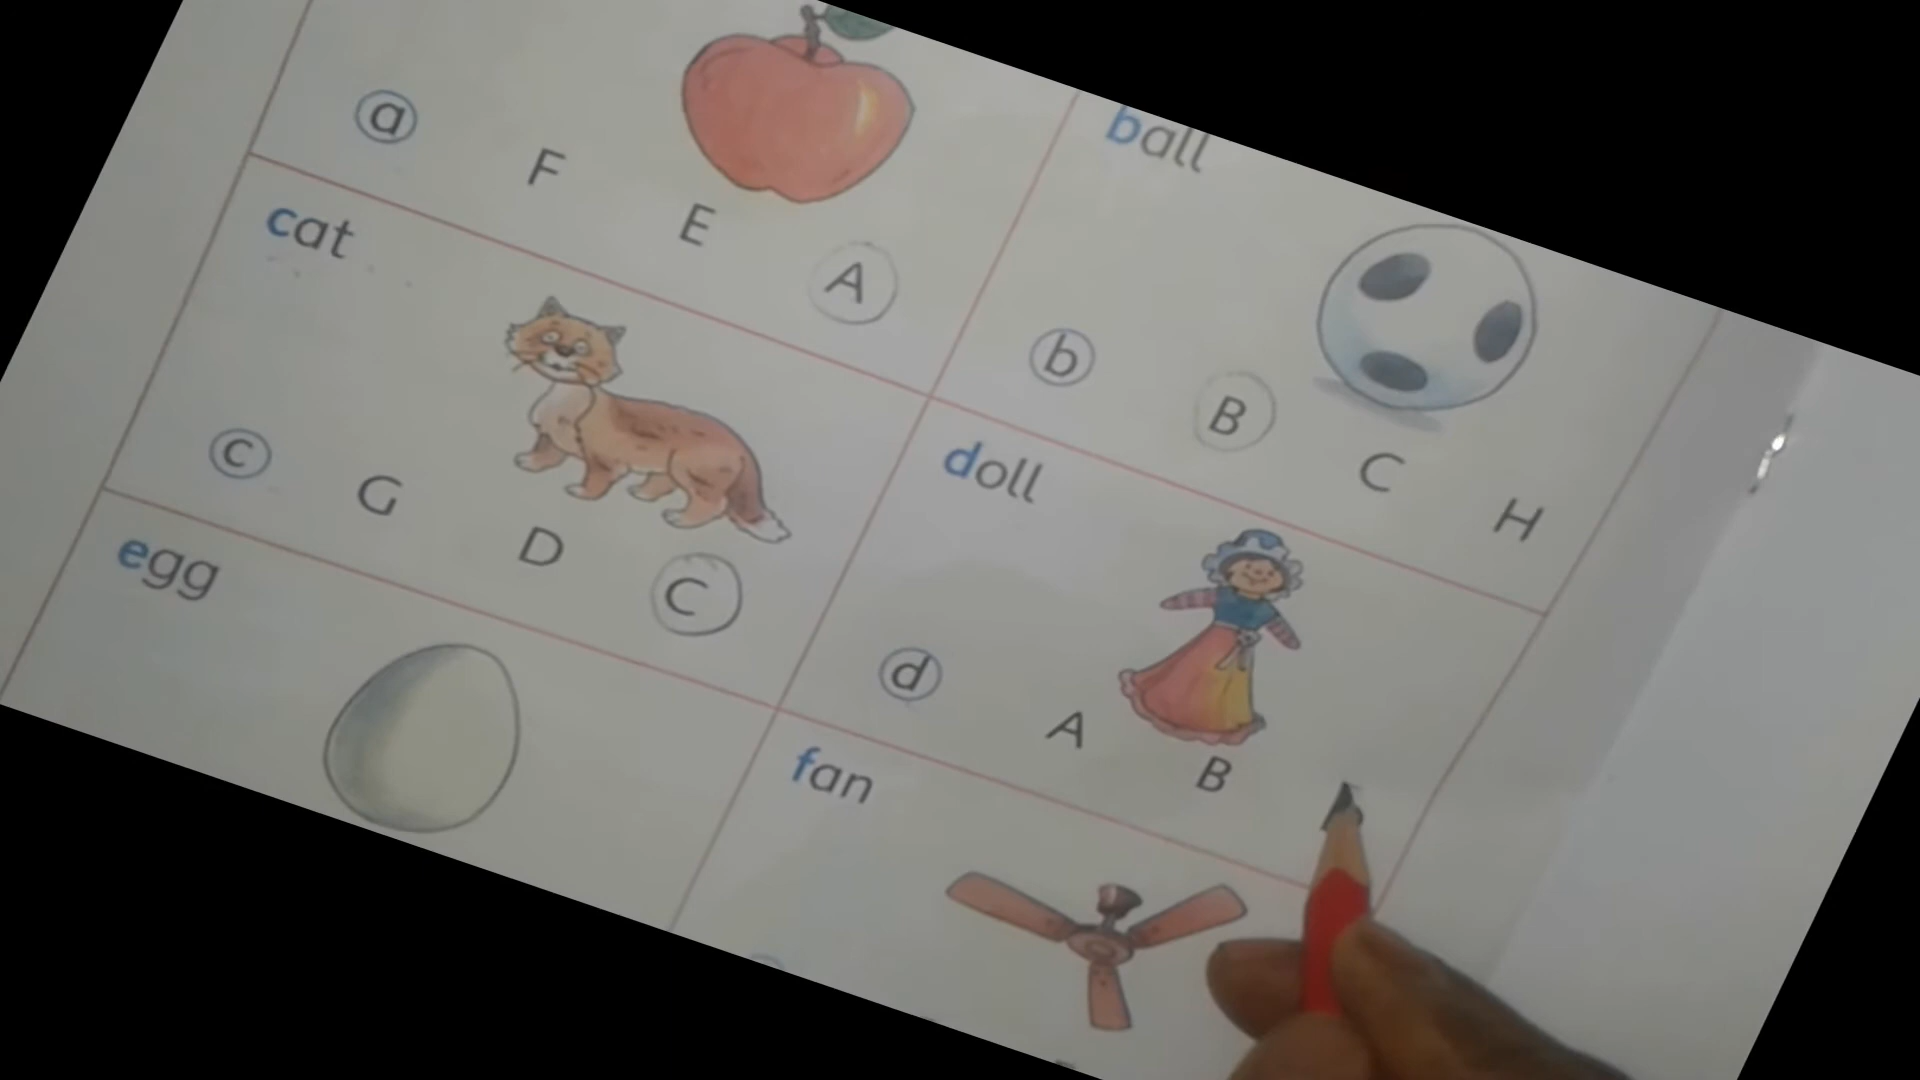 a F E A
ball
b B C H
cat
c G D C
doll
d A B
egg
fan